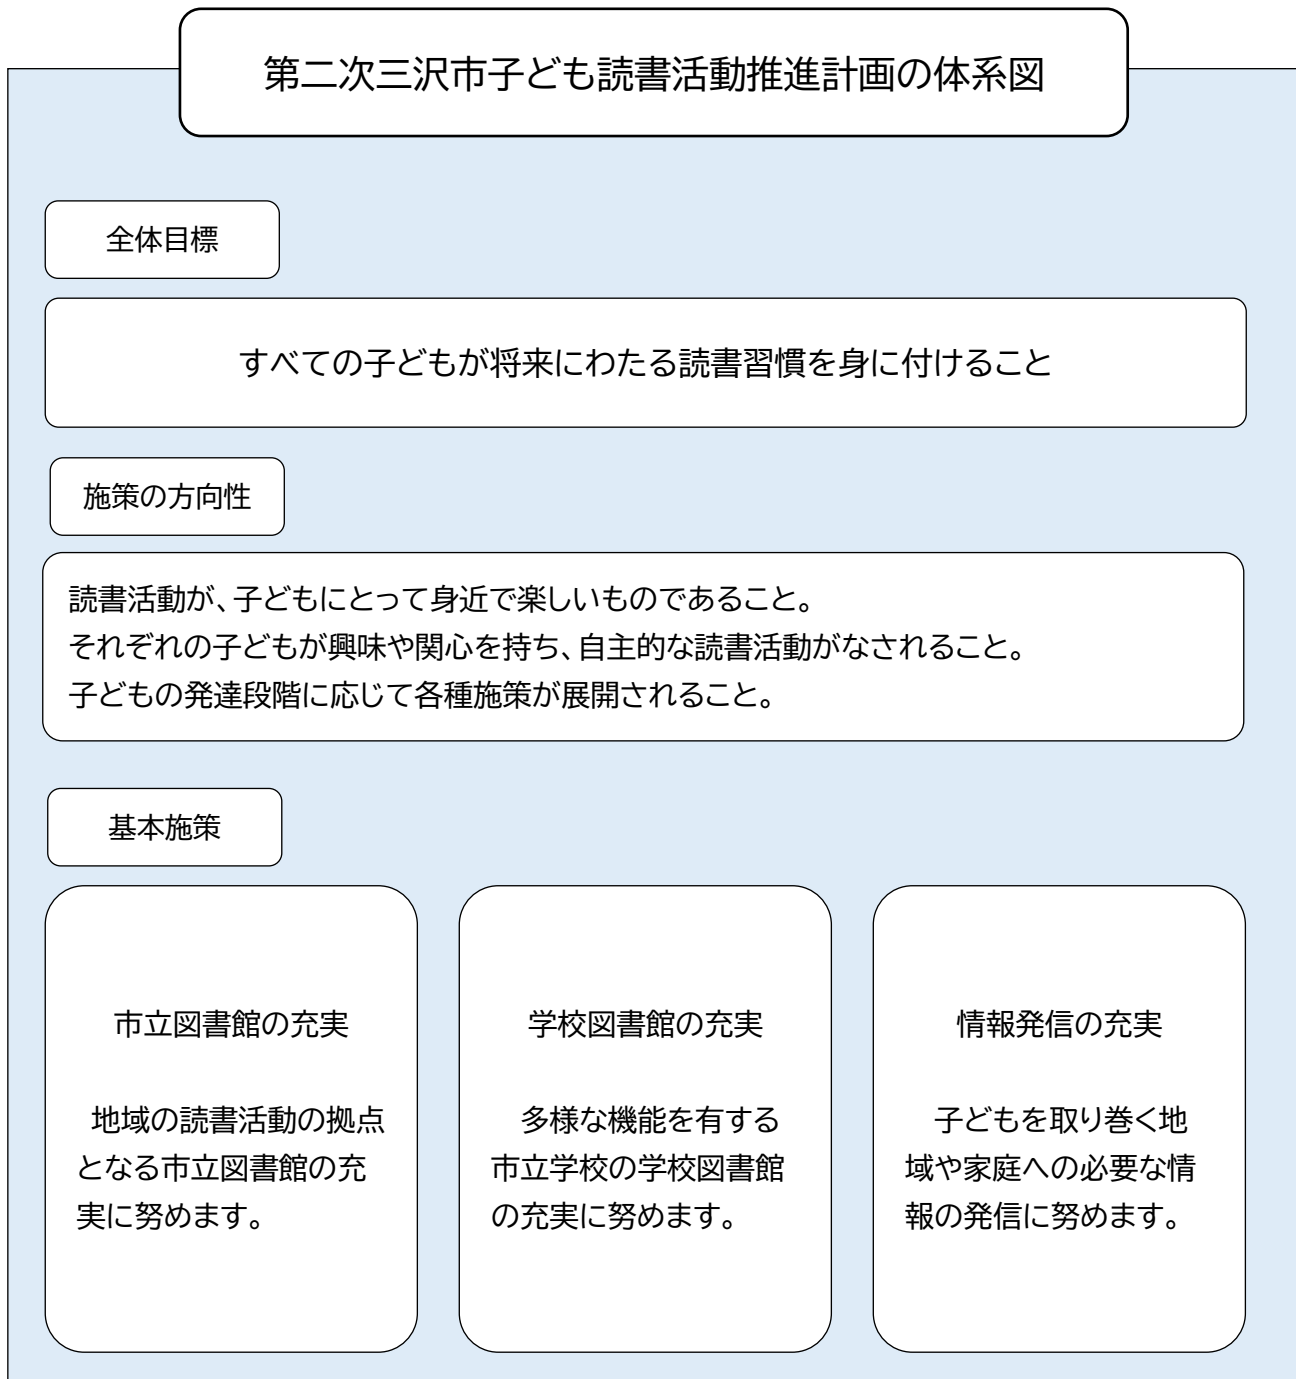 第二次三沢市子ども読書活動推進計画の体系図
全体目標
すべての子どもが将来にわたる読書習慣を身に付けること
施策の方向性
読書活動が、子どもにとって身近で楽しいものであること。
それぞれの子どもが興味や関心を持ち、自主的な読書活動がなされること。
子どもの発達段階に応じて各種施策が展開されること。
基本施策
市立図書館の充実
地域の読書活動の拠点
となる市立図書館の充
実に努めます。
学校図書館の充実
多様な機能を有する
市立学校の学校図書館
の充実に努めます。
情報発信の充実
子どもを取り巻く地
域や家庭への必要な情
報の発信に努めます。